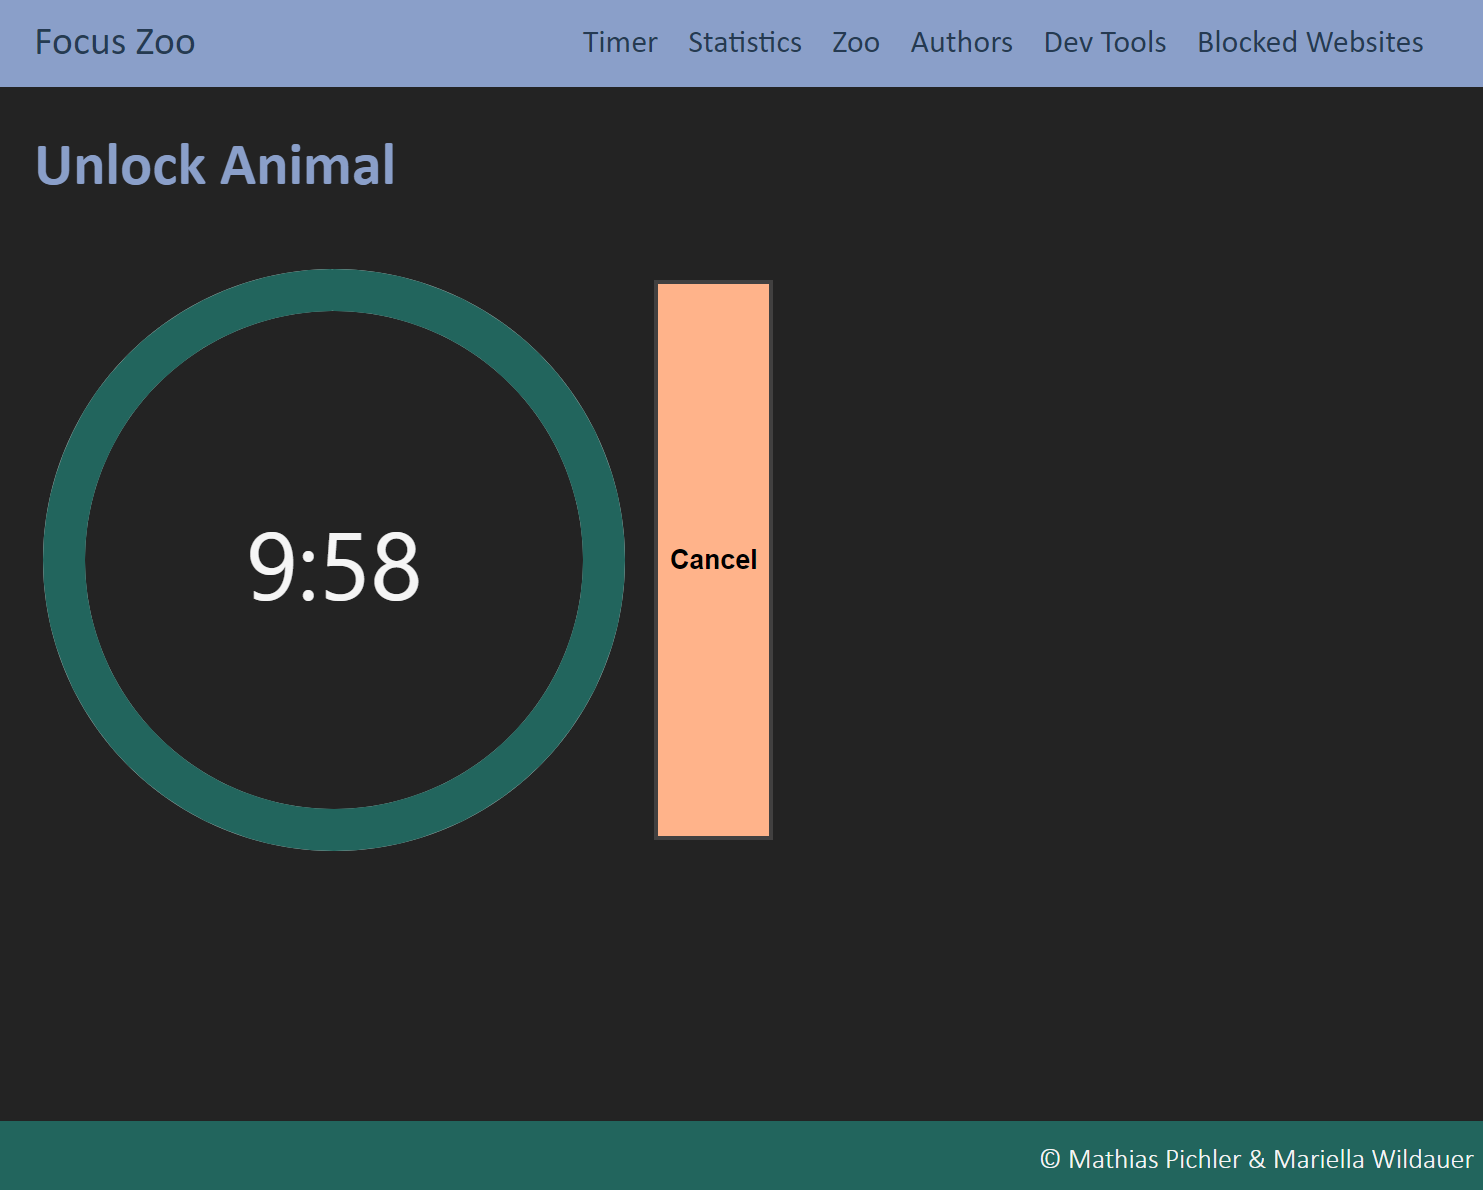 Focus Zoo
Timer Statistics Zoo Authors Dev Tools Blocked Websites
Unlock Animal
9:58
Cancel
© Mathias Pichler & Mariella Wildauer